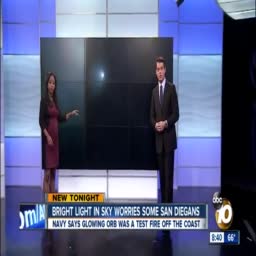 NEW TONIGHT
BRIGHT LIGHT IN SKY WORRIES SOME SAN DIEGANS
NAVY SAYS GLOWING ORB WAS A TEST FIRE OFF THE COAST
abc
10
8:40 66°